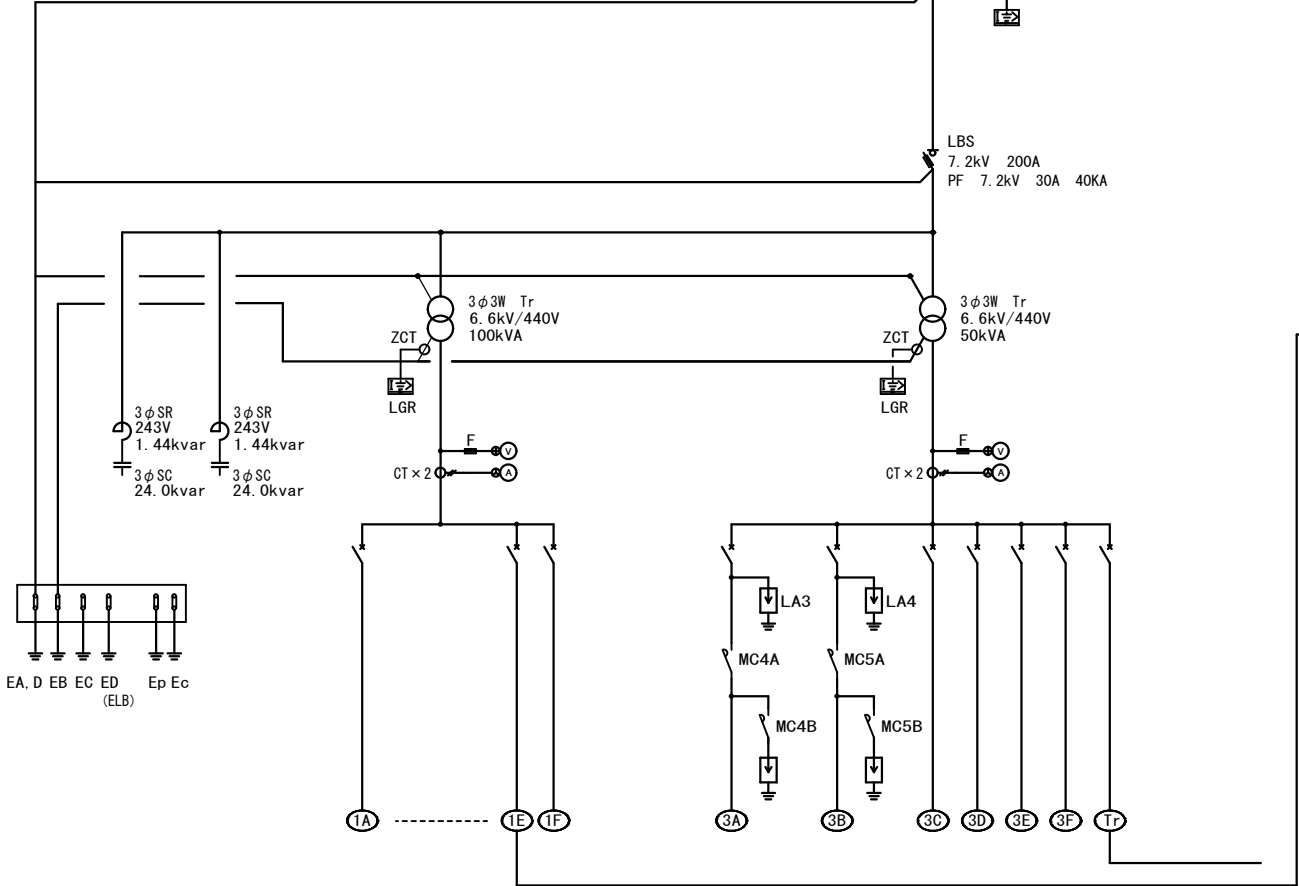 LBS
7.2kV 200A
PF 7.2kV 30A 40KA
3φ3W Tr
6.6kV/440V
100kVA
ZCT
I
LGR
3φ3W Tr
6.6kV/440V
50kVA
ZCT
I
LGR
3φSR
243V
1.44kvar
3φSC
24.0kvar
3φSR
243V
1.44kvar
3φSC
24.0kvar
F
V
CT×2
A
F
V
CT×2
A
LA3
LA4
MC4A
MC5A
MC4B
MC5B
EA,D EB EC ED Ep Ec
(ELB)
1A 1E 1F 3A 3B 3C 3D 3E 3F Tr